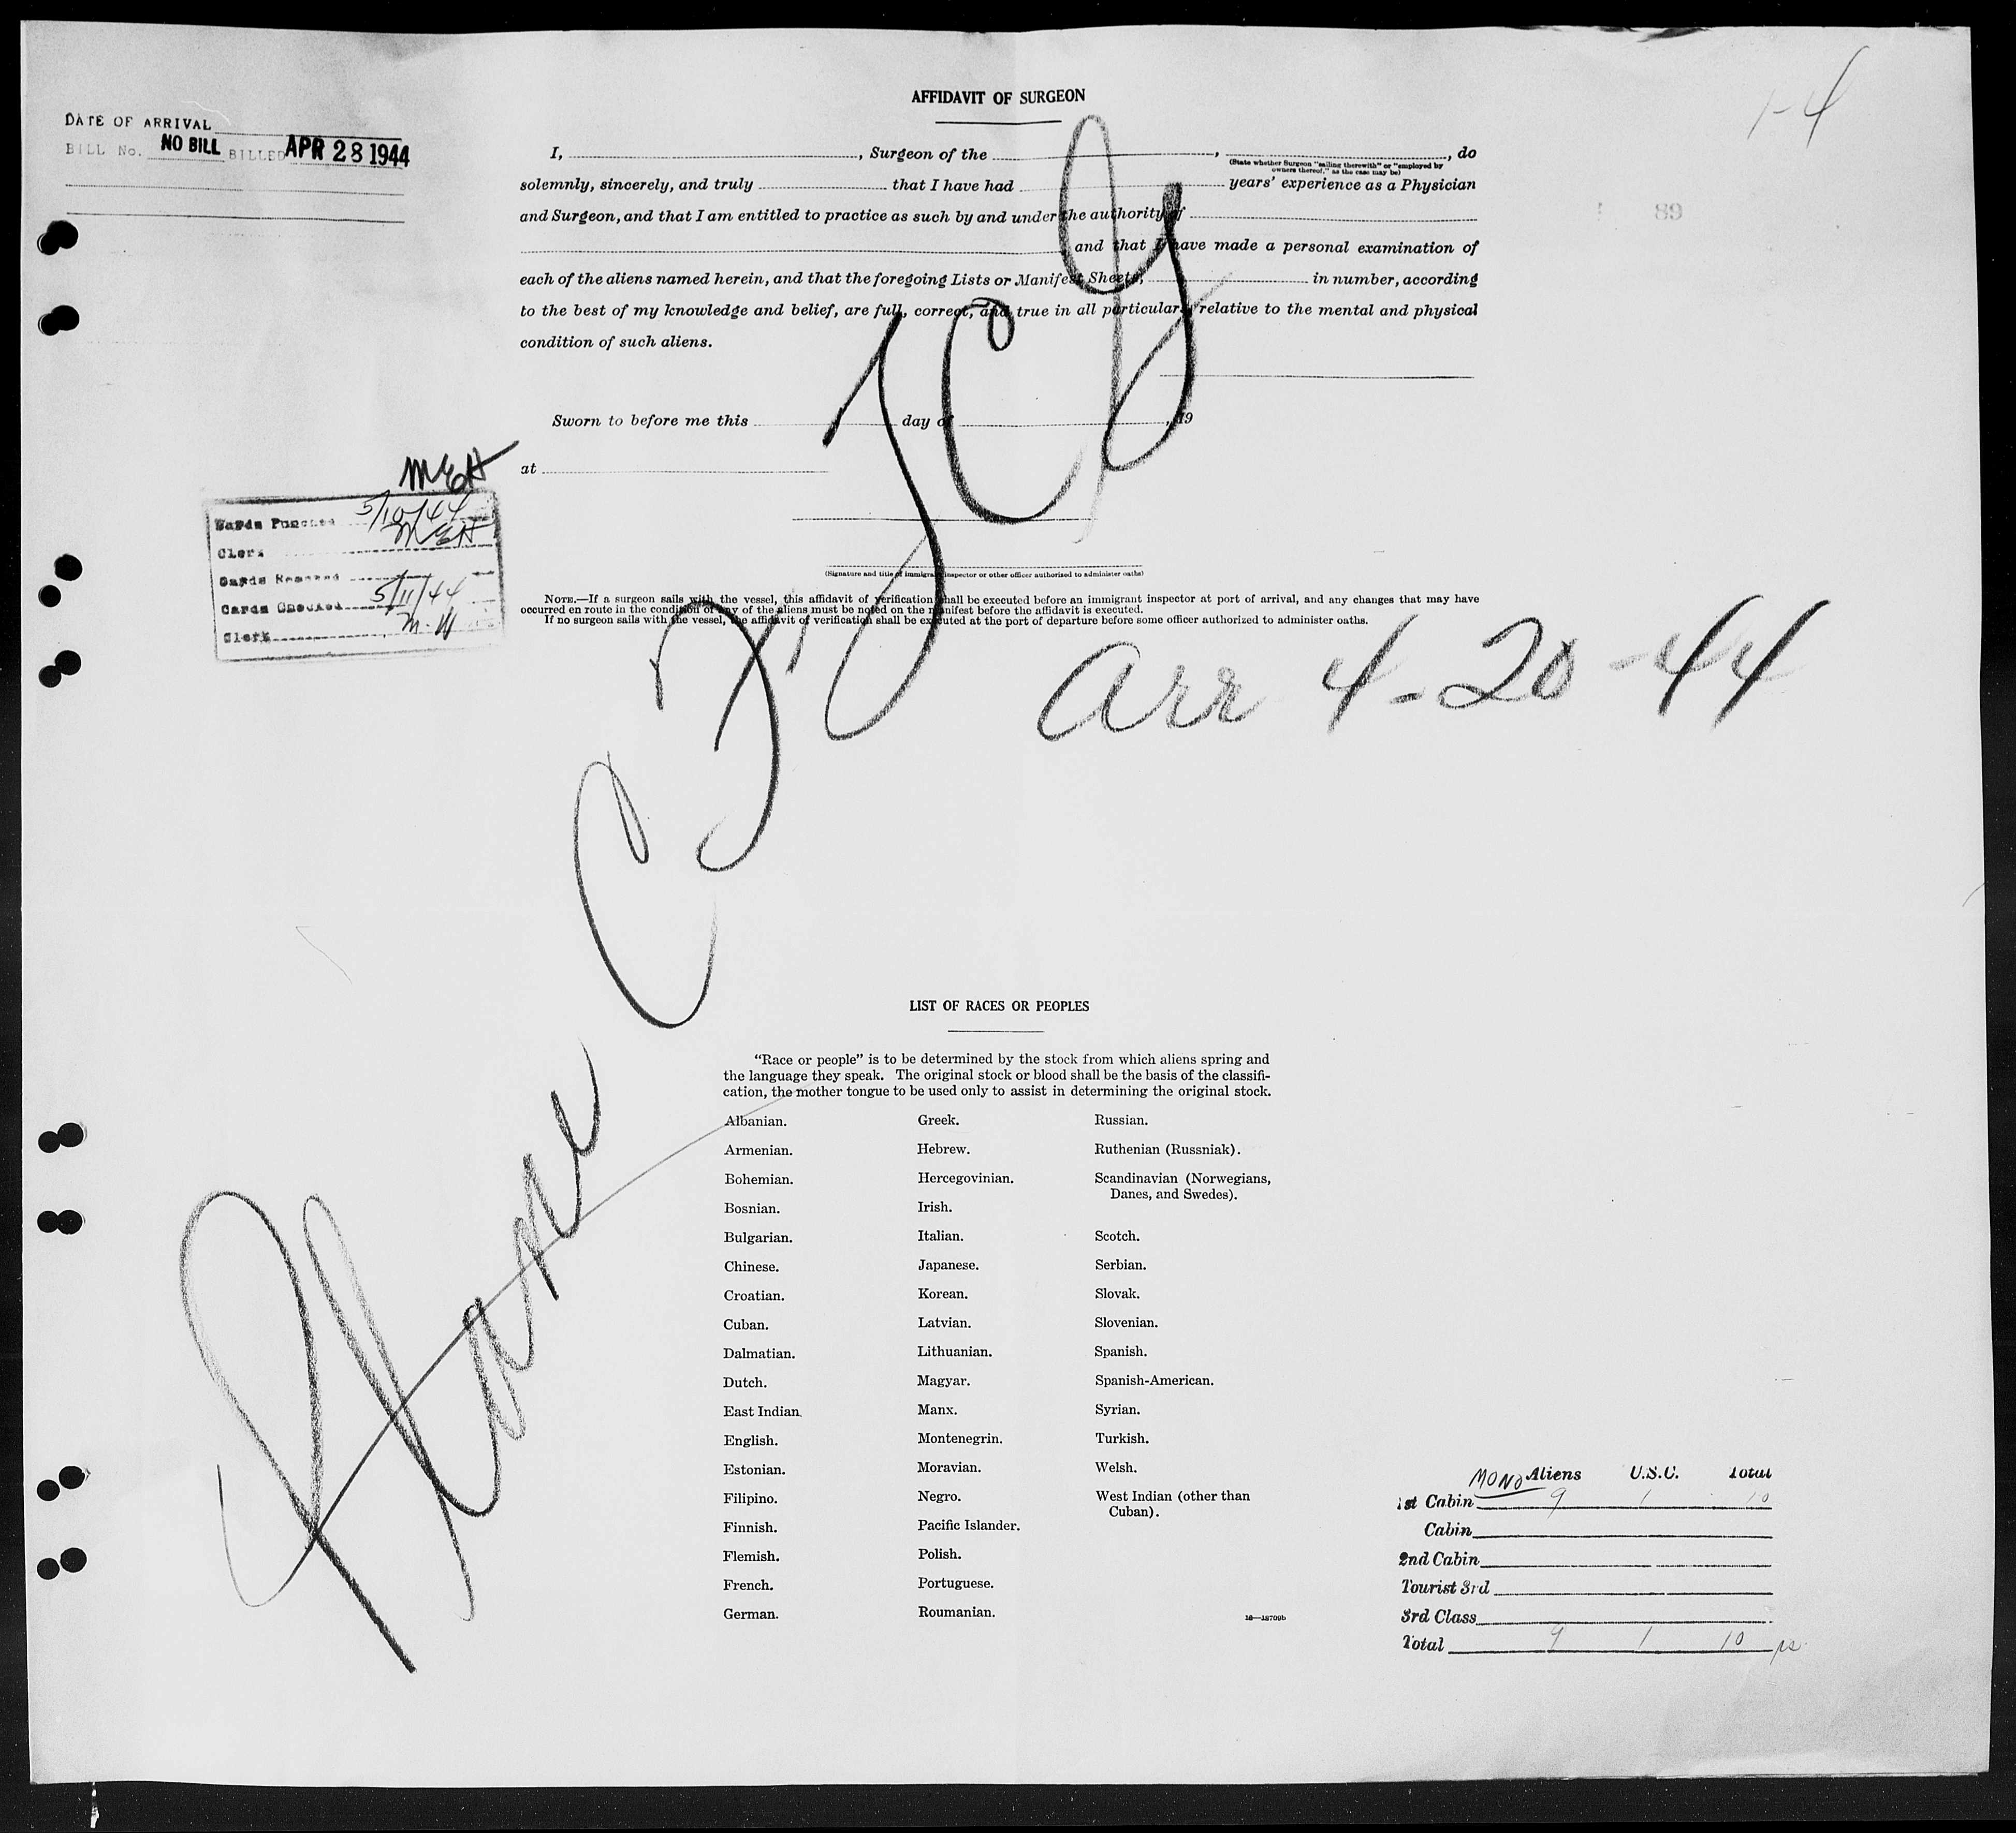 AFFIDAVIT OF SURGEON
1-4
DATE OF ARRIVAL
BILL No. NO BILL BILLED APR 28 1944
89
I, , Surgeon of the , , do
(State whether Surgeon "sailing therewith" or "employed by
owners thereof," as the case may be)
solemnly, sincerely, and truly that I have had years' experience as a Physician
and Surgeon, and that I am entitled to practice as such by and under the authority of
and that I have made a personal examination of
each of the aliens named herein, and that the foregoing Lists or Manifest Sheets, in number, according
to the best of my knowledge and belief, are full, correct, and true in all particulars relative to the mental and physical
condition of such aliens.
Sworn to before me this day of , 19
at
MEH
Cards Punched 5/10/44
Clerk MEH
Cards
Cards Checked 5/11/44
Clerk M.W
(Signature and title of immigrant inspector or other officer authorized to administer oaths)
NOTE.—If a surgeon sails with the vessel, this affidavit of verification shall be executed before an immigrant inspector at port of arrival, and any changes that may have
occurred en route in the condition of any of the aliens must be noted on the manifest before the affidavit is executed.
If no surgeon sails with the vessel, the affidavit of verification shall be executed at the port of departure before some officer authorized to administer oaths.
arr 4-20-44
Plane
LIST OF RACES OR PEOPLES
"Race or people" is to be determined by the stock from which aliens spring and
the language they speak. The original stock or blood shall be the basis of the classifi-
cation, the mother tongue to be used only to assist in determining the original stock.
Albanian. Greek. Russian.
Armenian. Hebrew. Ruthenian (Russniak).
Bohemian. Hercegovinian. Scandinavian (Norwegians,
Danes, and Swedes).
Bosnian. Irish.
Bulgarian. Italian. Scotch.
Chinese. Japanese. Serbian.
Croatian. Korean. Slovak.
Cuban. Latvian. Slovenian.
Dalmatian. Lithuanian. Spanish.
Dutch. Magyar. Spanish-American.
East Indian. Manx. Syrian.
English. Montenegrin. Turkish.
Estonian. Moravian. Welsh.
Filipino. Negro. West Indian (other than
Cuban).
Finnish. Pacific Islander.
Flemish. Polish.
French. Portuguese.
German. Roumanian.
16—18709b
MONO Aliens U.S.C. Total
1st Cabin 9 1 10
Cabin
2nd Cabin
Tourist 3rd
3rd Class
Total 9 1 10